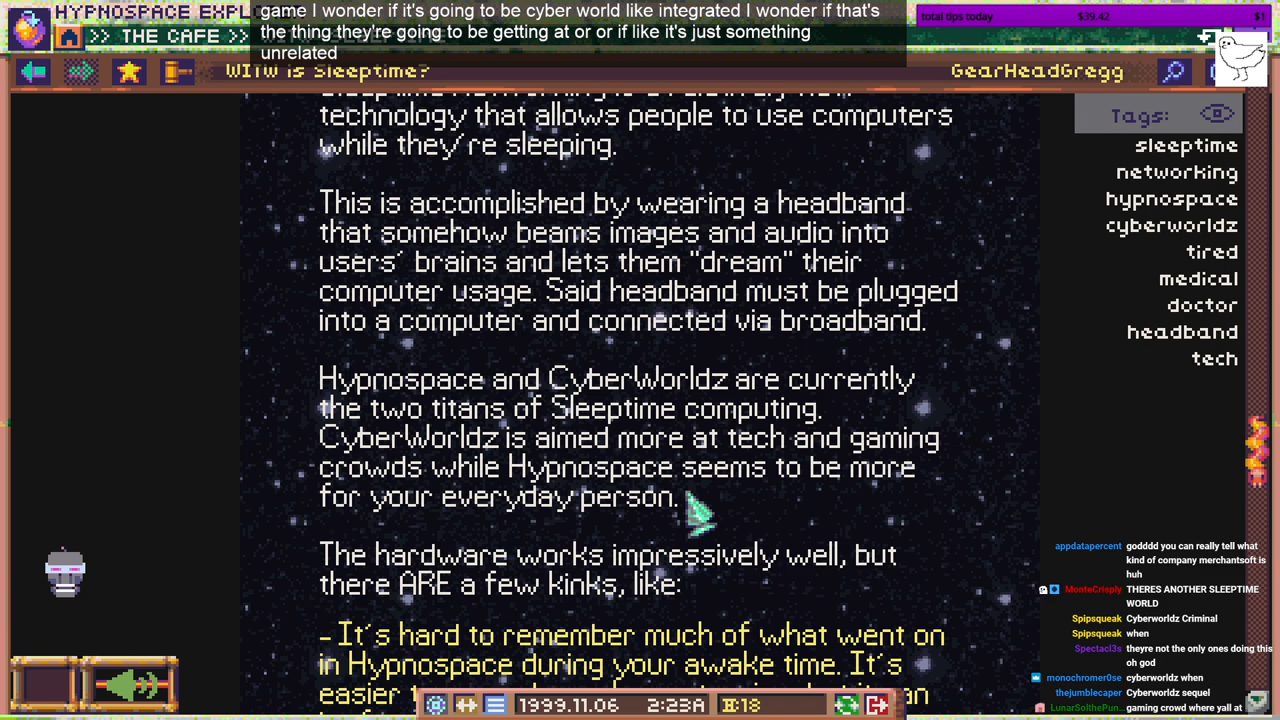 HYPNOSPACE EXPL
game I wonder if it's going to be cyber world like integral I wonder if that's
the thing they're going to be getting at or or if like it's just something
unrelated
total tips today $39.42 $1
>> THE CAFE >>
WITW is Sleeptime?
GearHeadGregg
technology that allows people to use computers
while they're sleeping.
This is accomplished by wearing a headband
that somehow beams images and audio into
users' brains and lets them "dream" their
computer usage. Said headband must be plugged
into a computer and connected via broadband.
Hypnospace and CyberWorldz are currently
the two titans of Sleeptime computing.
CyberWorldz is aimed more at tech and gaming
crowds while Hypnospace seems to be more
for your everyday person.
The hardware works impressively well, but
there ARE a few kinks, like:
- It's hard to remember much of what went on
in Hypnospace during your awake time. It's
easier
an
Tags:
sleeptime
networking
hypnospace
cyberworldz
tired
medical
doctor
headband
tech
appdatapercent godddd you can really tell what
kind of company merchantsoft is
huh
MonteCrisply THERES ANOTHER SLEEPTIME
WORLD
Spipsqueak Cyberworldz Criminal
Spipsqueak when
Spectacl3s theyre not the only ones doing this
oh god
monochromer0se cyberworldz when
thejumblecaper Cyberworldz sequel
LunarSolthePun... gaming crowd where yall at
1999.11.06 2:23A
:18